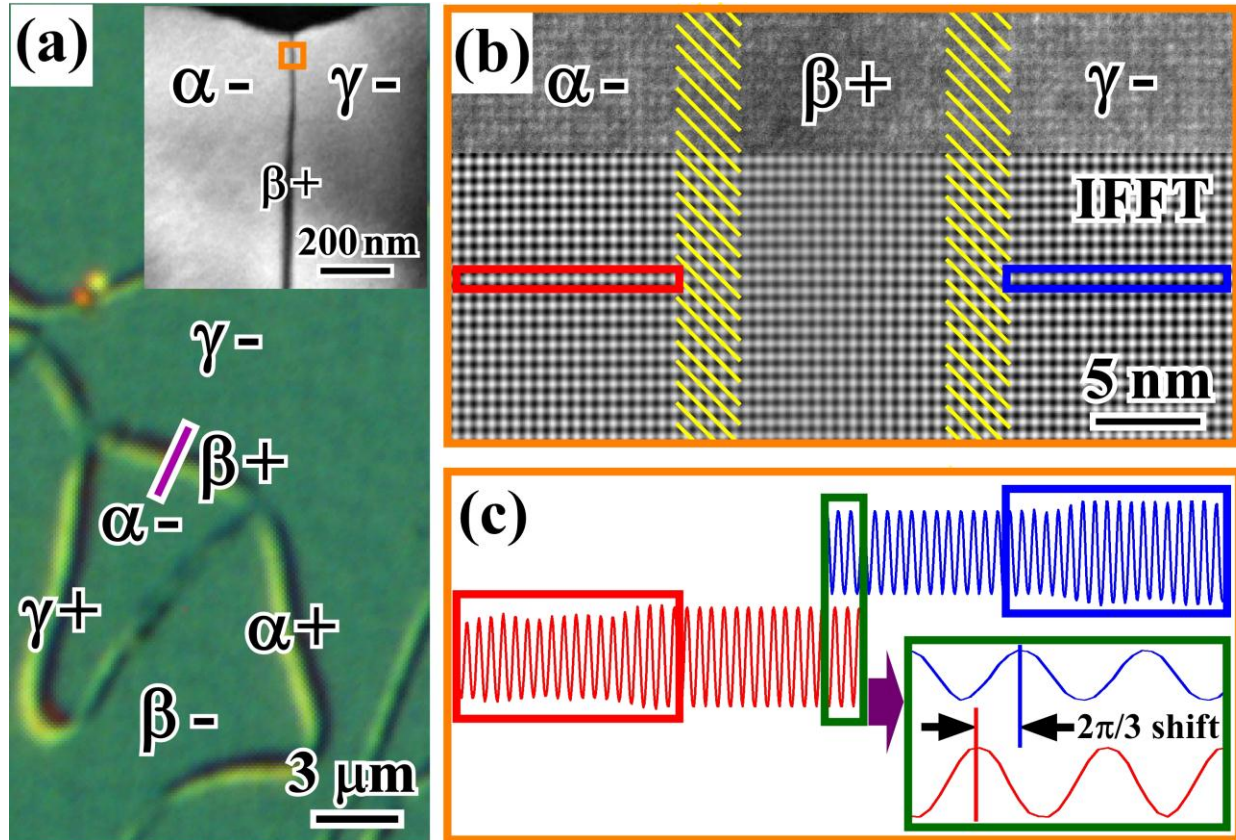 (a)
α-
γ-
β+
200 nm
γ-
β+
α-
γ+
α+
β-
3 μm
(b)
α-
β+
γ-
IFFT
5 nm
(c)
2π/3 shift